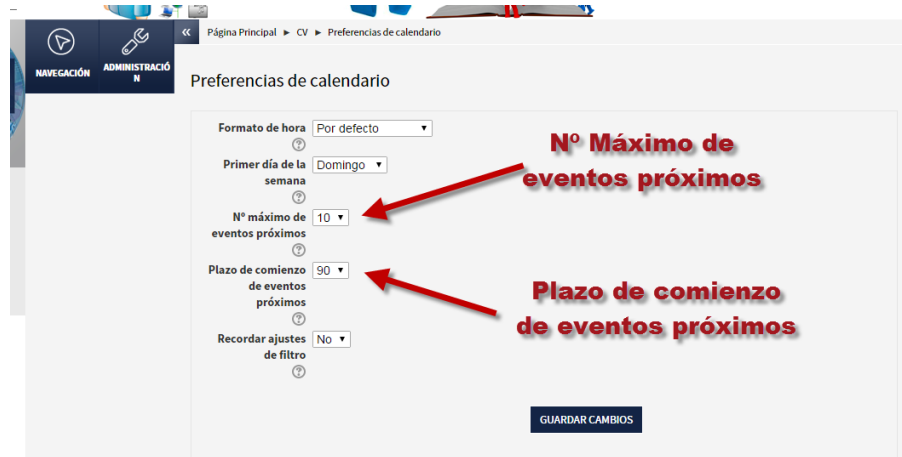 « Página Principal ► CV ► Preferencias de calendario
NAVEGACIÓN
ADMINISTRACIÓ
N
Preferencias de calendario
Formato de hora Por defecto
Primer día de la Domingo
semana
Nº máximo de 10
eventos próximos
Plazo de comienzo 90
de eventos
próximos
Recordar ajustes No
de filtro
Nº Máximo de
eventos próximos
Plazo de comienzo
de eventos próximos
GUARDAR CAMBIOS